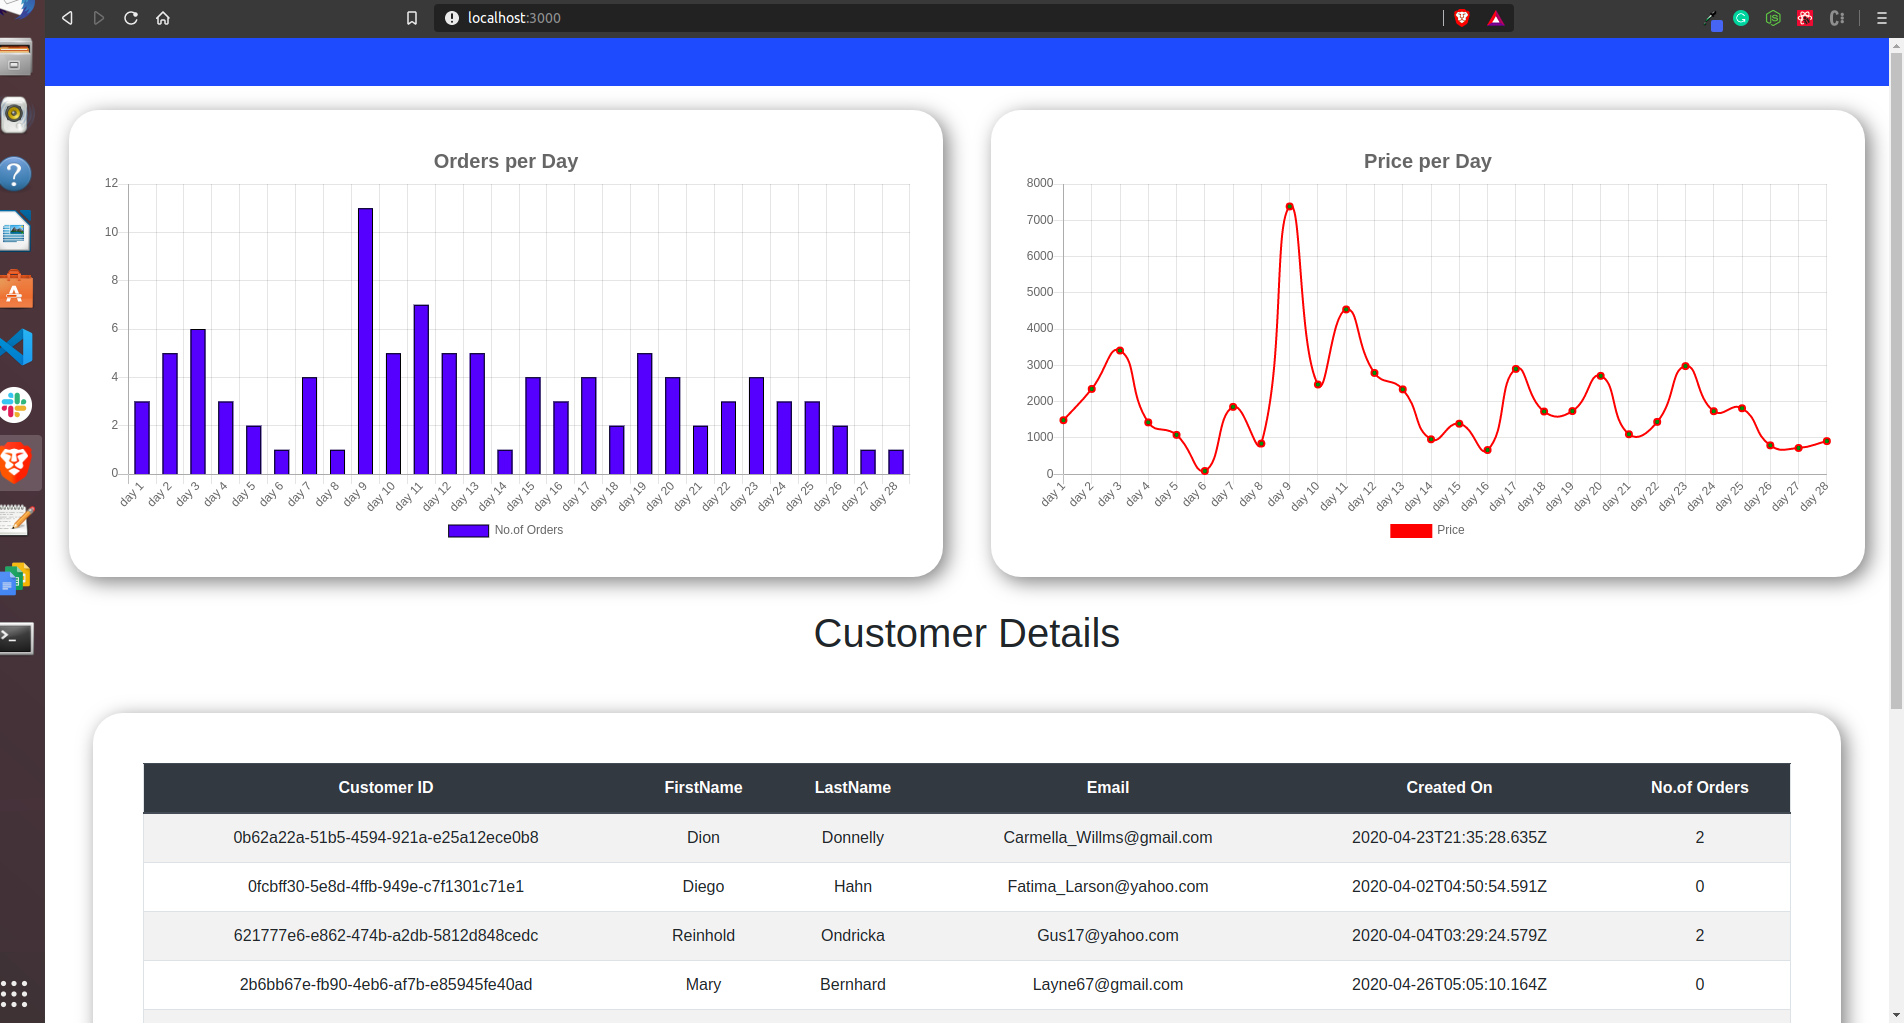 localhost:3000
Orders per Day
12
10
8
6
4
2
0
day 1 day 2 day 3 day 4 day 5 day 6 day 7 day 8 day 9 day 10 day 11 day 12 day 13 day 14 day 15 day 16 day 17 day 18 day 19 day 20 day 21 day 22 day 23 day 24 day 25 day 26 day 27 day 28
No.of Orders
Price per Day
8000
7000
6000
5000
4000
3000
2000
1000
0
day 1 day 2 day 3 day 4 day 5 day 6 day 7 day 8 day 9 day 10 day 11 day 12 day 13 day 14 day 15 day 16 day 17 day 18 day 19 day 20 day 21 day 22 day 23 day 24 day 25 day 26 day 27 day 28
Price
Customer Details
Customer ID FirstName LastName Email Created On No.of Orders
0b62a22a-51b5-4594-921a-e25a12ece0b8 Dion Donnelly Carmella_Willms@gmail.com 2020-04-23T21:35:28.635Z 2
0fcbff30-5e8d-4ffb-949e-c7f1301c71e1 Diego Hahn Fatima_Larson@yahoo.com 2020-04-02T04:50:54.591Z 0
621777e6-e862-474b-a2db-5812d848cedc Reinhold Ondricka Gus17@yahoo.com 2020-04-04T03:29:24.579Z 2
2b6bb67e-fb90-4eb6-af7b-e85945fe40ad Mary Bernhard Layne67@gmail.com 2020-04-26T05:05:10.164Z 0